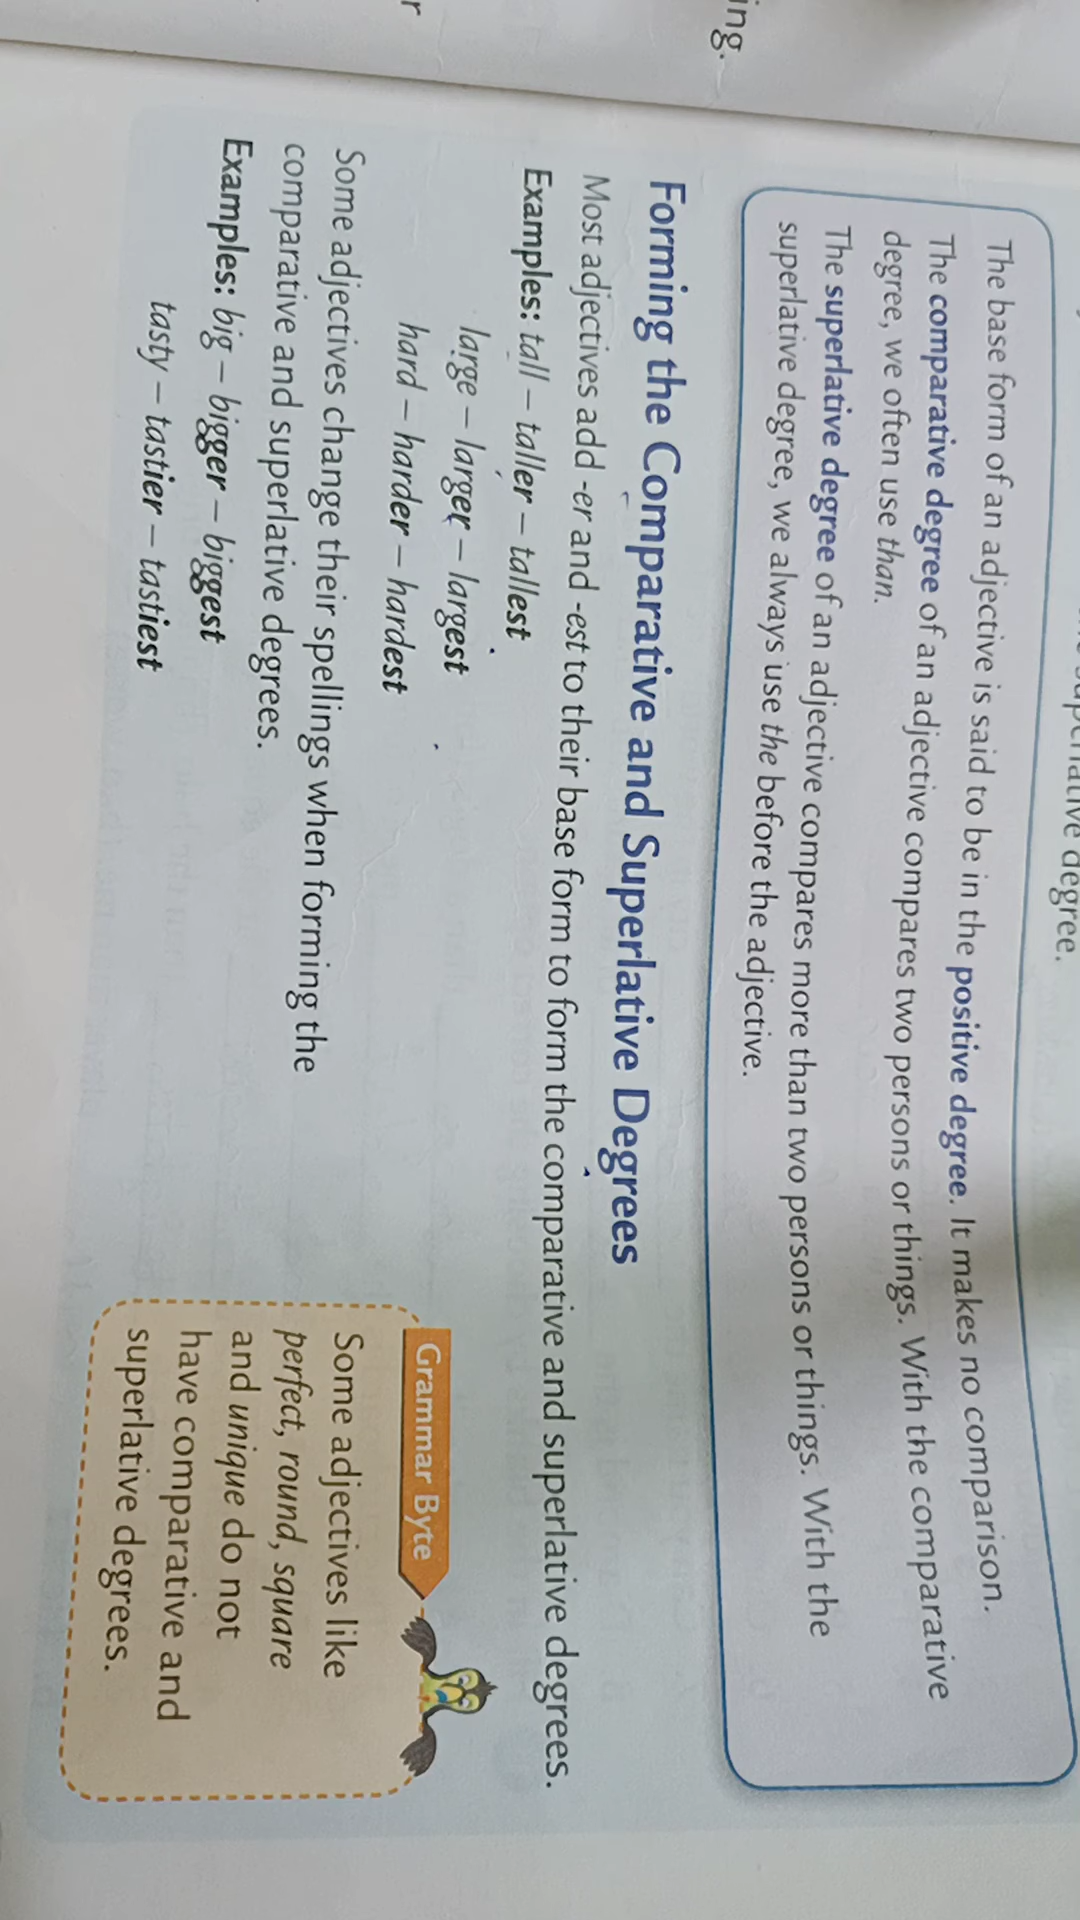 superlative degree.
The base form of an adjective is said to be in the positive degree. It makes no comparison.
The comparative degree of an adjective compares two persons or things. With the comparative
degree, we often use than.
The superlative degree of an adjective compares more than two persons or things. With the
superlative degree, we always use the before the adjective.
ing.
Forming the Comparative and Superlative Degrees
Most adjectives add -er and -est to their base form to form the comparative and superlative degrees.
Examples: tall – taller – tallest
large – larger – largest
hard – harder – hardest
r
Some adjectives change their spellings when forming the
comparative and superlative degrees.
Examples: big – bigger – biggest
tasty – tastier – tastiest
Grammar Byte
Some adjectives like
perfect, round, square
and unique do not
have comparative and
superlative degrees.